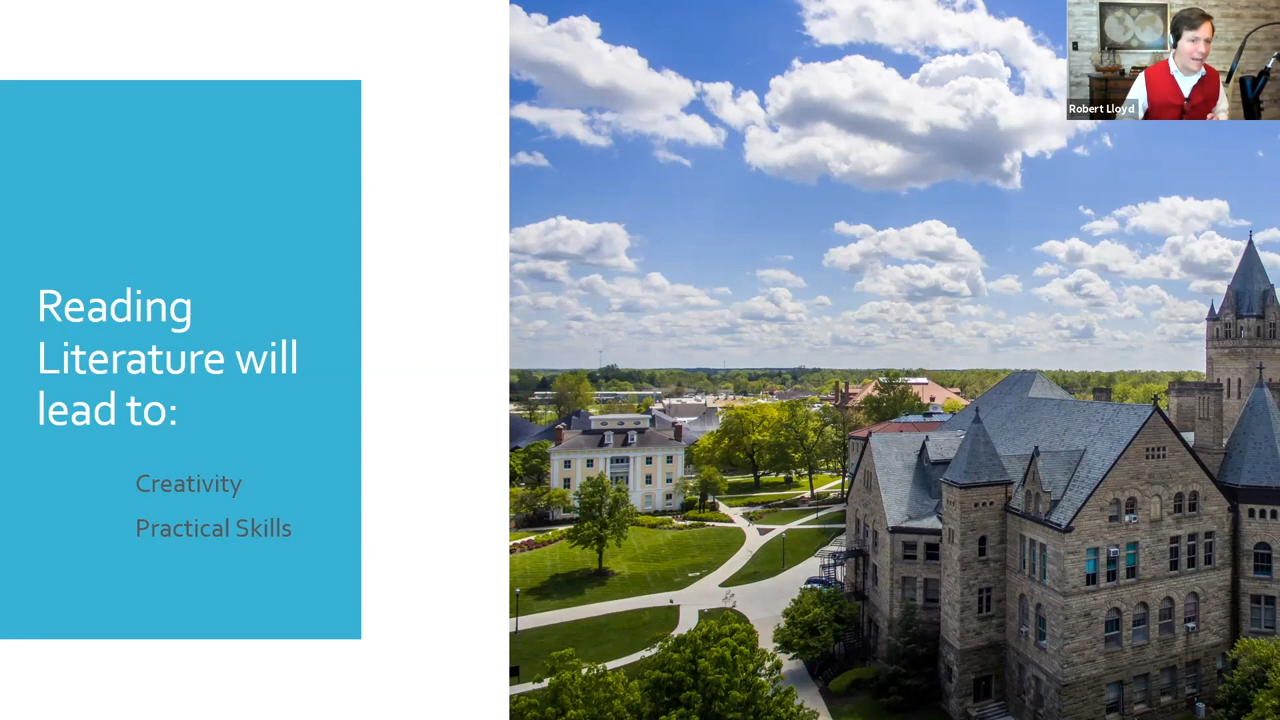 Reading
Literature will
lead to:
Creativity
Practical Skills
Robert Lloyd